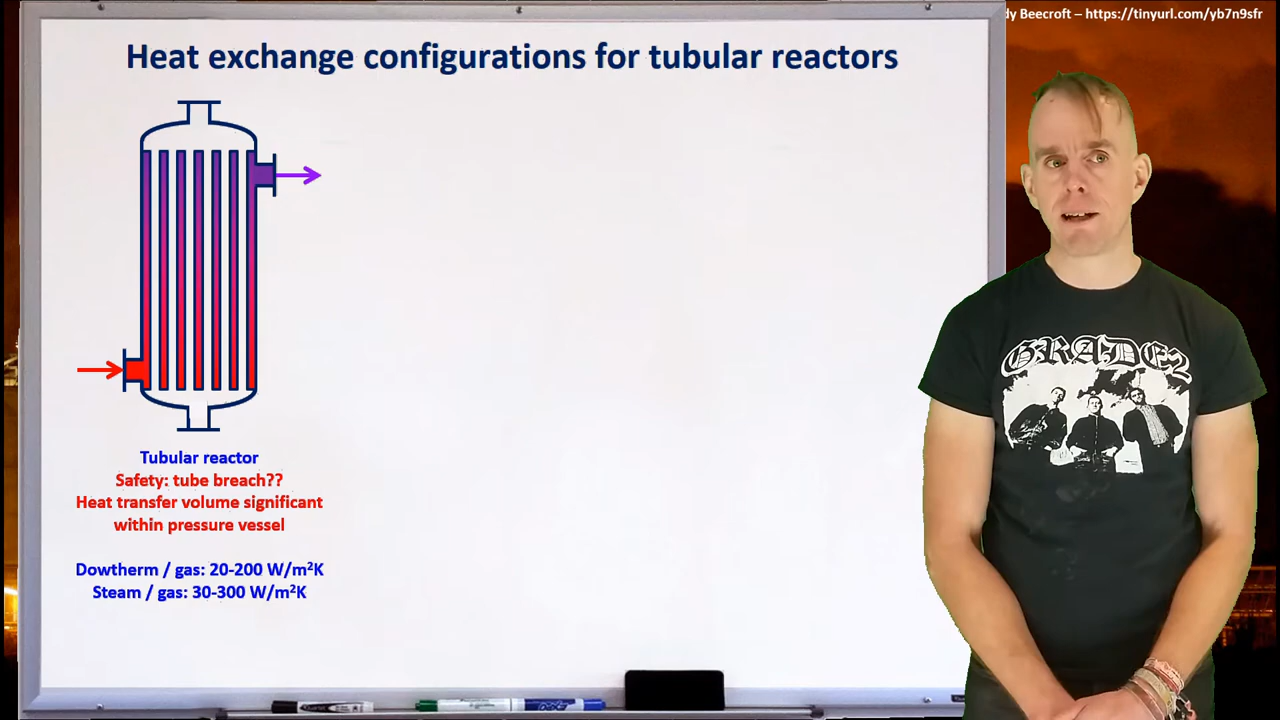 dy Beecroft – https://tinyurl.com/yb7n9sfr
Heat exchange configurations for tubular reactors
Tubular reactor
Safety: tube breach??
Heat transfer volume significant
within pressure vessel
Dowtherm / gas: 20-200 W/m²K
Steam / gas: 30-300 W/m²K
GRADE2